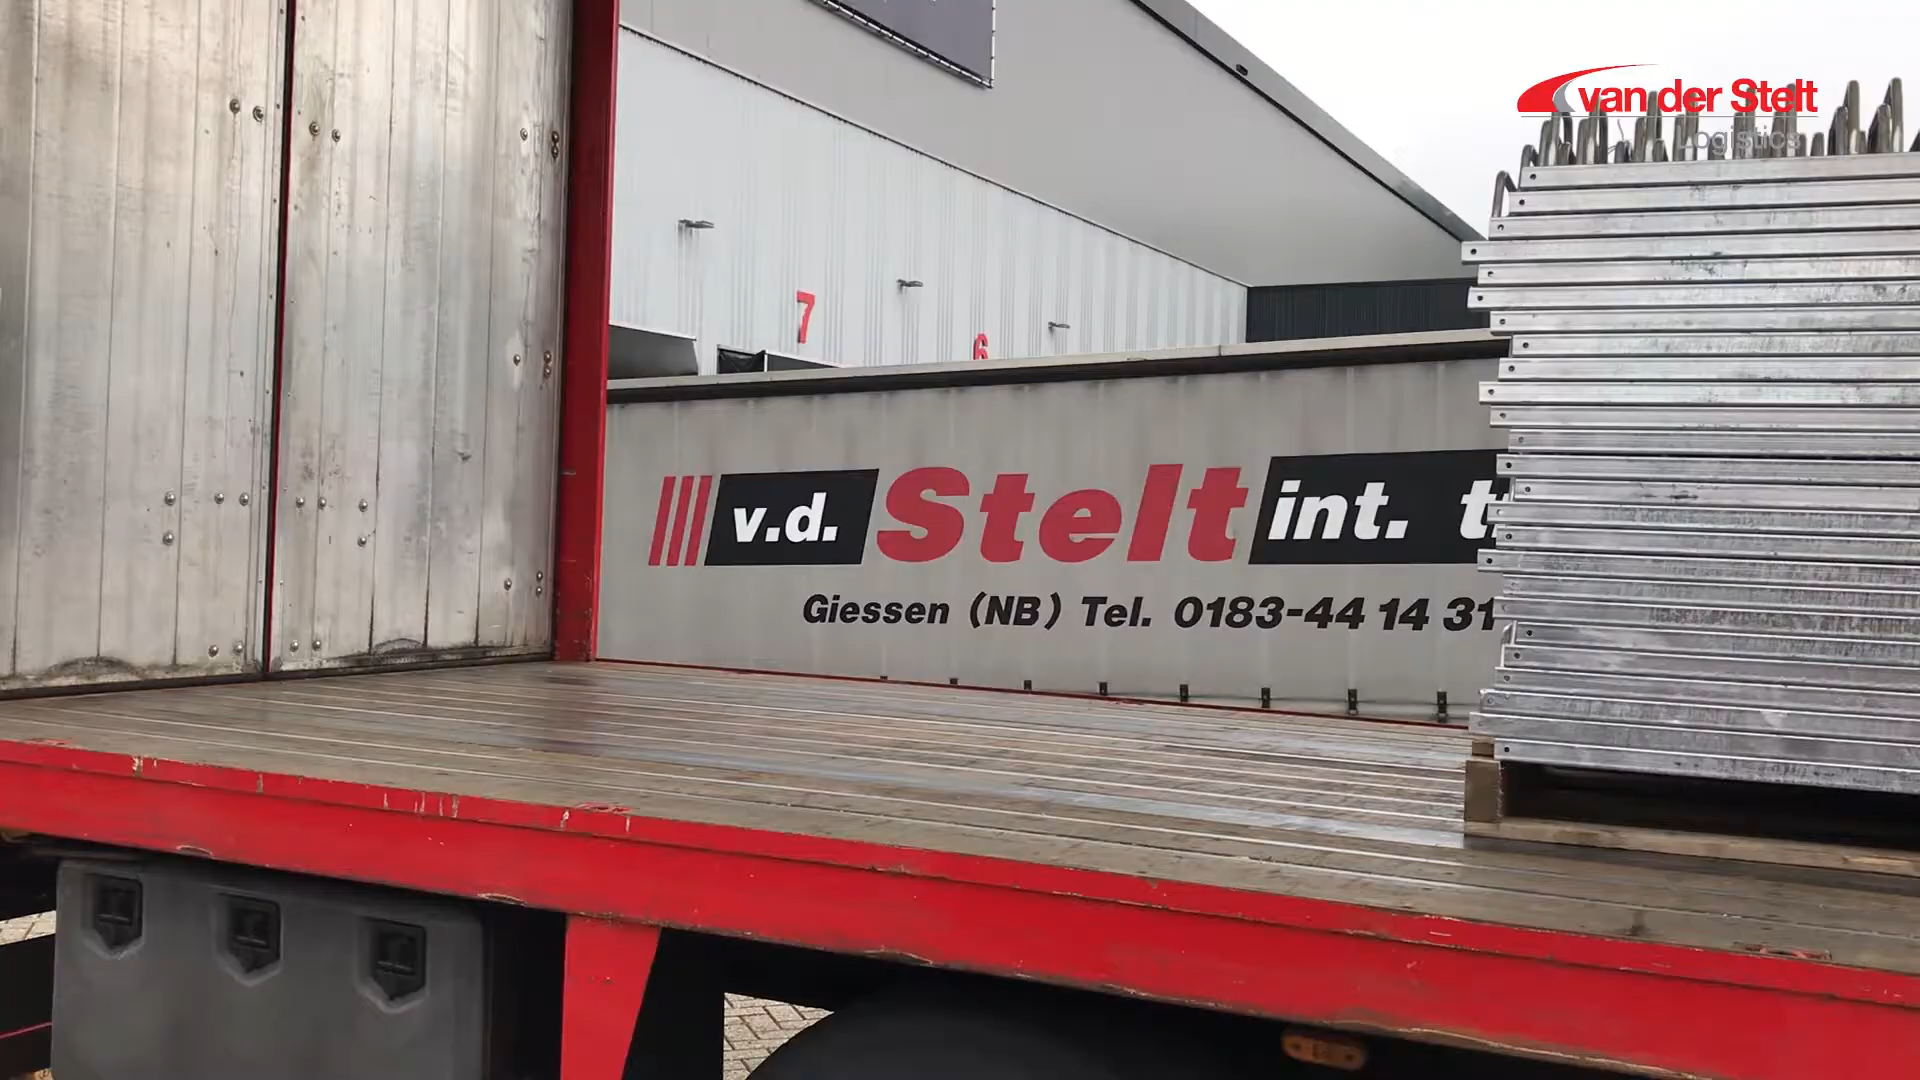 van der Stelt
Logistics
7
6
v.d. Stelt int. t
Giessen (NB) Tel. 0183-44 14 31